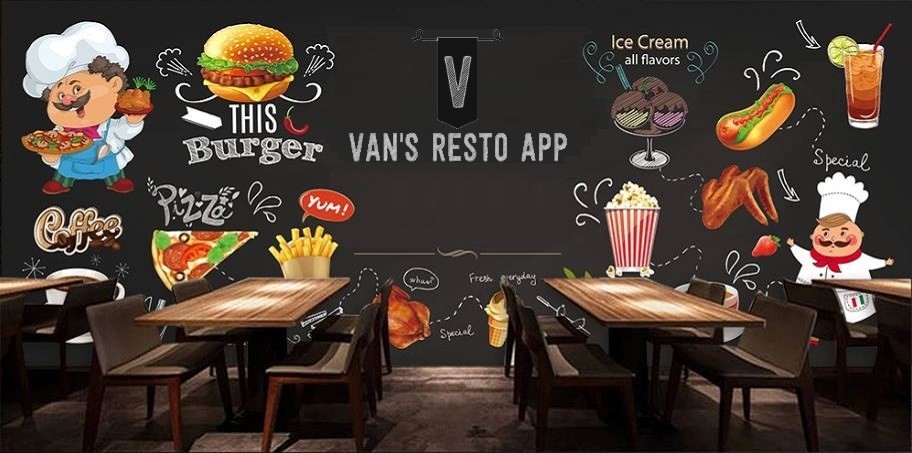 V
VAN'S RESTO APP
THIS
Burger
Ice Cream
all flavors
Special
Pizza
YUM!
Coffee
what?
Fresh everyday
Special